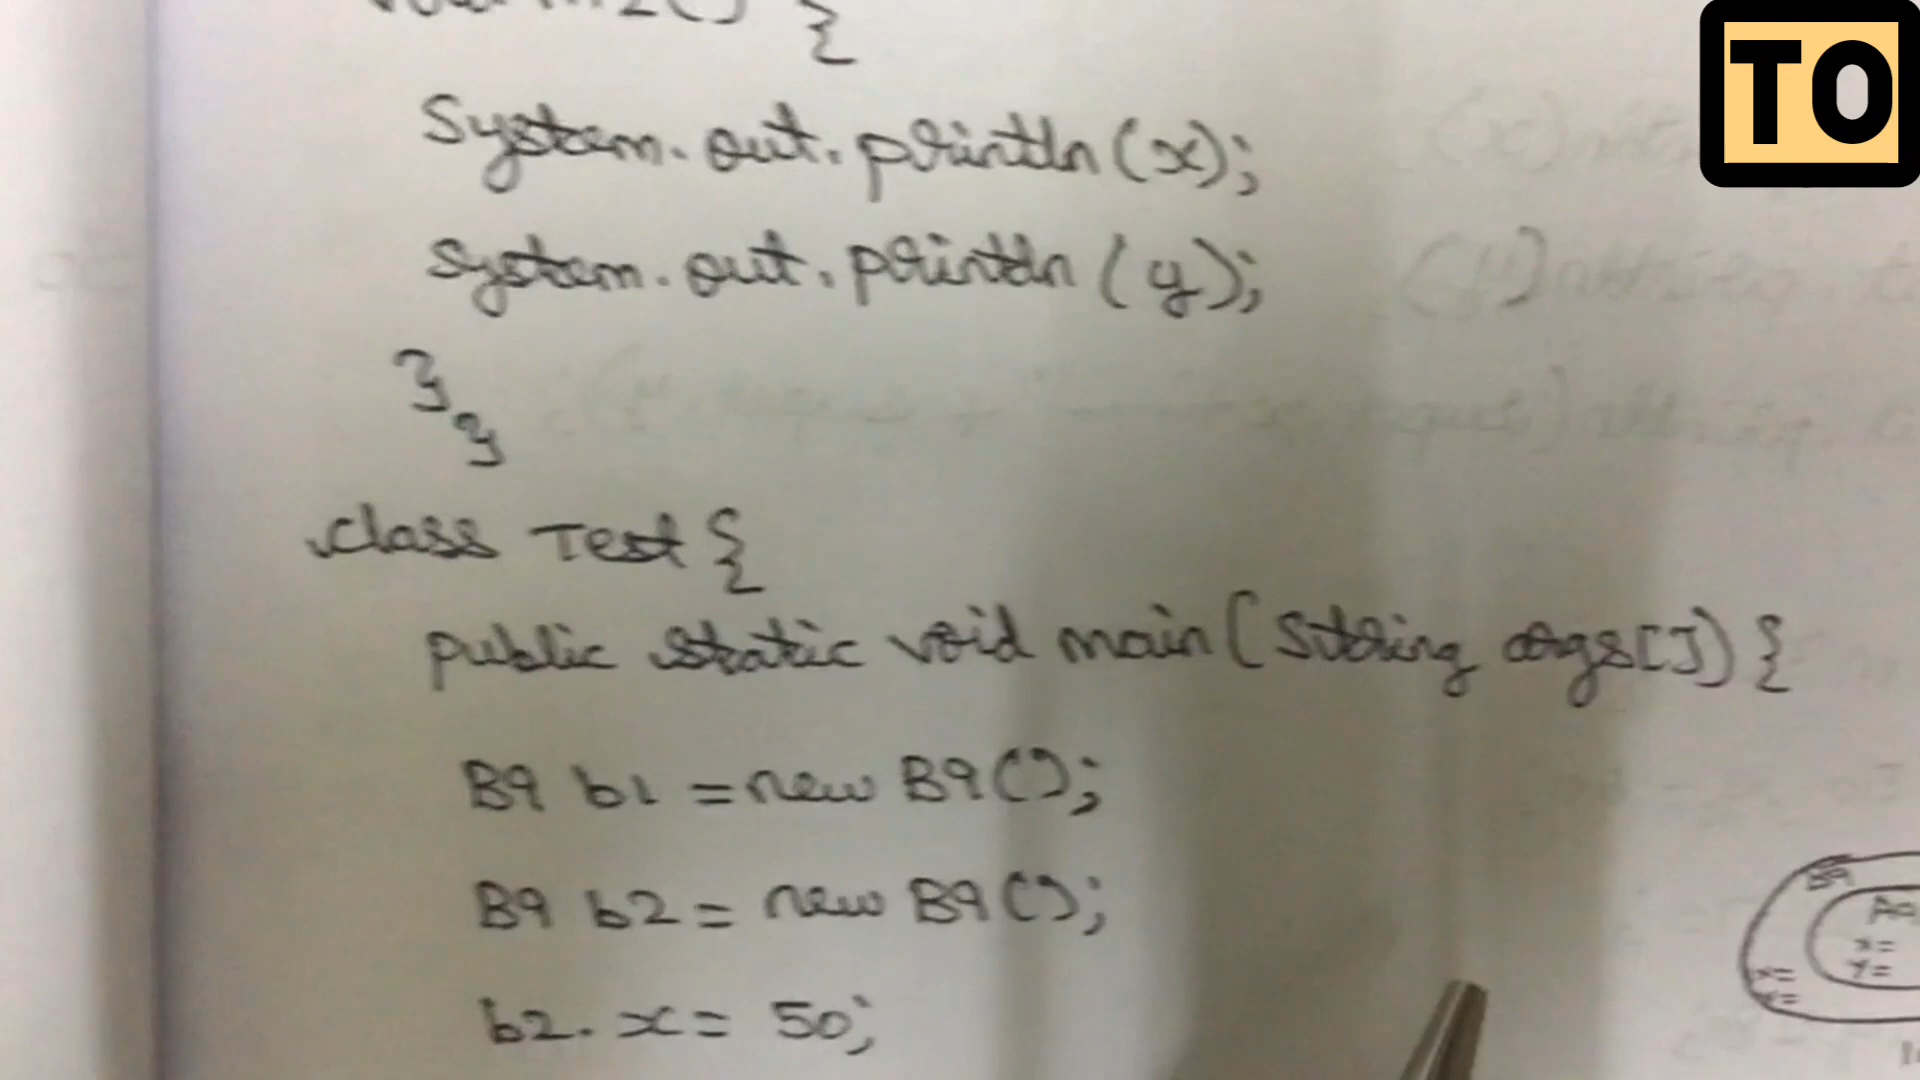 TO
System.out.println(x);
system.out.println(y);
}
}
class Test{
public static void main(String args[]){
B9 b1 = new B9();
B9 b2 = new B9();
b2.x = 50;
B9
x=
y=
x=